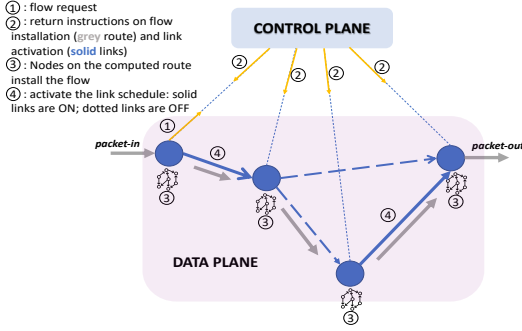 ① : flow request
② : return instructions on flow
installation (grey route) and link
activation (solid links)
③ : Nodes on the computed route
install the flow
④ : activate the link schedule: solid
links are ON; dotted links are OFF
CONTROL PLANE
②
②
②
②
①
packet-in
④
packet-out
③
③
④
③
DATA PLANE
③